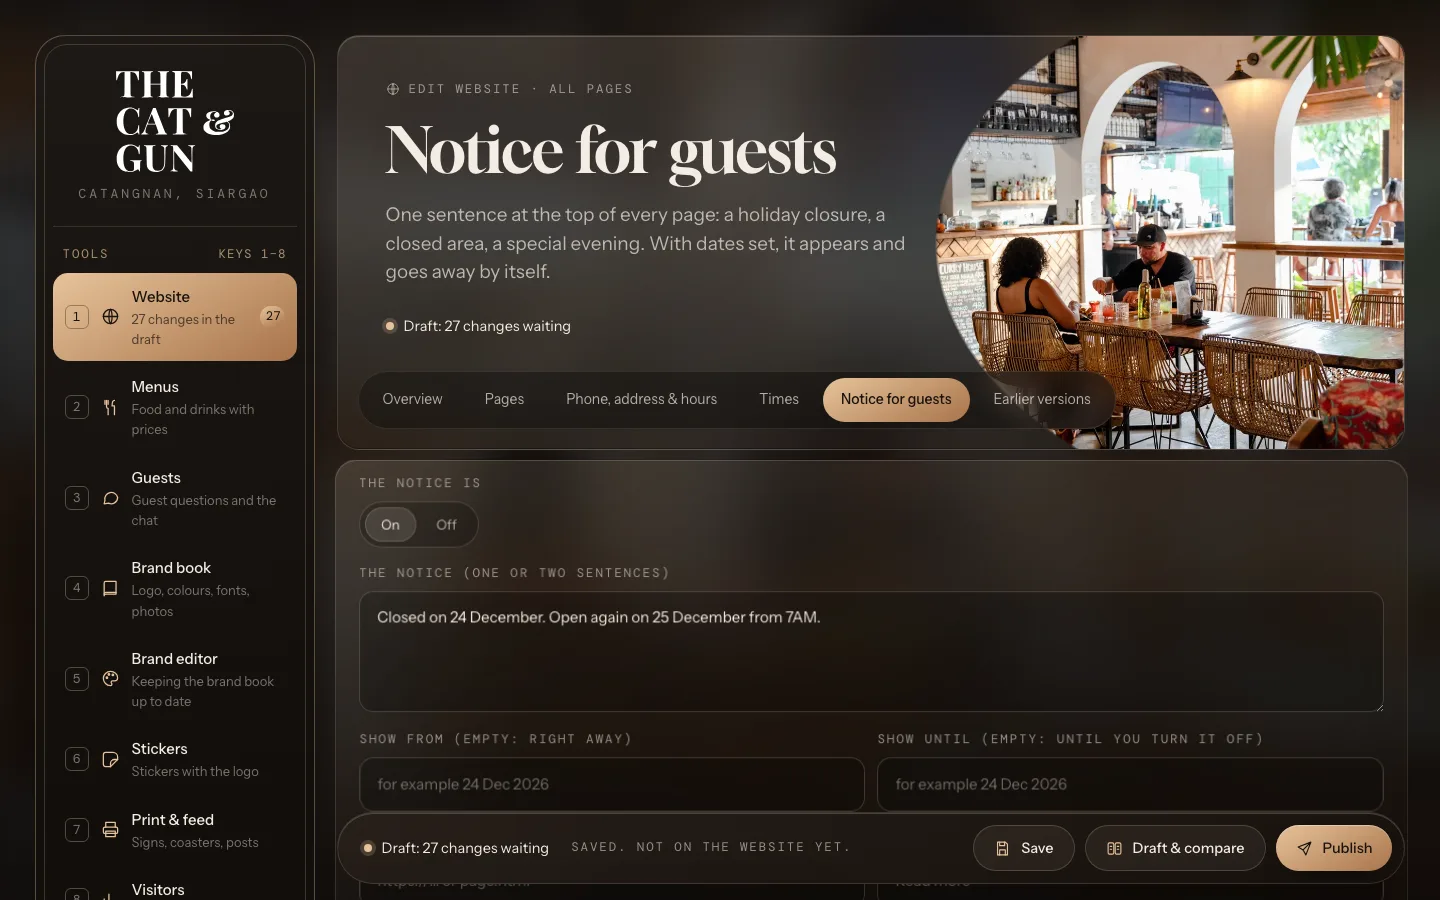 THE
CAT &
GUN
CATANGNAN, SIARGAO
TOOLS KEYS 1–8
1 Website 27
27 changes in the
draft
2 Menus
Food and drinks with
prices
3 Guests
Guest questions and the
chat
4 Brand book
Logo, colours, fonts,
photos
5 Brand editor
Keeping the brand book
up to date
6 Stickers
Stickers with the logo
7 Print & feed
Signs, coasters, posts
8 Visitors
EDIT WEBSITE · ALL PAGES
Notice for guests
One sentence at the top of every page: a holiday closure, a
closed area, a special evening. With dates set, it appears and
goes away by itself.
Draft: 27 changes waiting
Overview Pages Phone, address & hours Times Notice for guests Earlier versions
THE NOTICE IS
On Off
THE NOTICE (ONE OR TWO SENTENCES)
Closed on 24 December. Open again on 25 December from 7AM.
SHOW FROM (EMPTY: RIGHT AWAY) SHOW UNTIL (EMPTY: UNTIL YOU TURN IT OFF)
for example 24 Dec 2026 for example 24 Dec 2026
Draft: 27 changes waiting SAVED. NOT ON THE WEBSITE YET. Save Draft & compare Publish